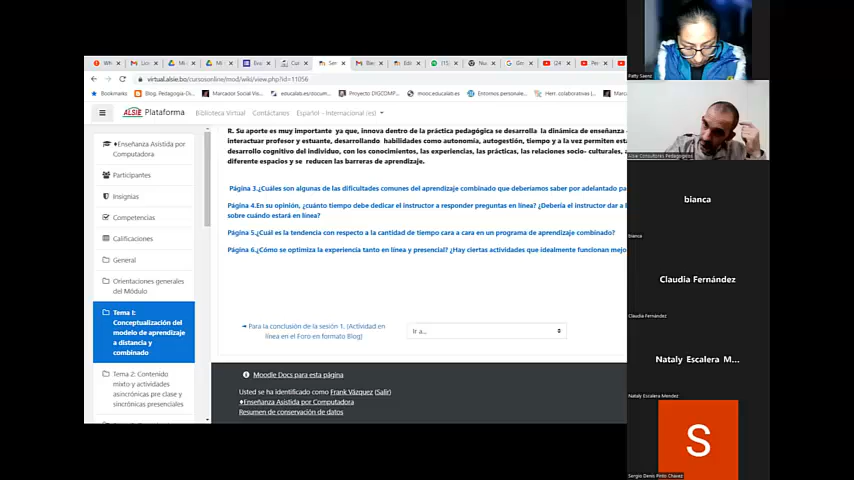 virtual.alsie.bo/cursosonline/mod/wiki/view.php?id=11056
Bookmarks
Blog. Pedagogia-Di...
Marcador Social Vis...
educalab.es-de...
Proyecto DIGCOMP...
mooc.educalab.es
Entornos personale...
Herr. colaborativas (...
ALSIE Plataforma
Biblioteca Virtual
Contáctanos
Español - Internacional (es)
♦Enseñanza Asistida por
Computadora
Participantes
Insignias
Competencias
Calificaciones
General
Orientaciones generales
del Módulo
Tema I:
Conceptualización del
modelo de aprendizaje
a distancia y
combinado
Tema 2: Contenido
mixto y actividades
asincrónicas pre clase y
sincrónicas presenciales
R. Su aporte es muy importante ya que, innova dentro de la práctica pedagógica se desarrolla la dinámica de enseñanza
interactuar profesor y estuante, desarrollando habilidades como autonomía, autogestión, tiempo y a la vez permiten
desarrollo cognitivo del individuo, con los conocimientos, las experiencias, las prácticas, las relaciones socio- culturales,
diferente espacios y se reducen las barreras de aprendizaje.
Página 3.¿Cuáles son algunas de las dificultades comunes del aprendizaje combinado que deberíamos saber por adelantado
Página 4.En su opinión, ¿cuánto tiempo debe dedicar el instructor a responder preguntas en línea? ¿Debería el instructor dar a
sobre cuándo estará en línea?
Página 5.¿Cuál es la tendencia con respecto a la cantidad de tiempo cara a cara en un programa de aprendizaje combinado?
Página 6.¿Cómo se optimiza la experiencia tanto en línea y presencial? ¿Hay ciertas actividades que idealmente funcionan
➞ Para la conclusión de la sesión 1. (Actividad en
línea en el Foro en formato Blog)
Ir a...
Moodle Docs para esta página
Usted se ha identificado como Frank Vázquez (Salir)
♦Enseñanza Asistida por Computadora
Resumen de conservación de datos
Patty Saenz
Alsie Consultores Pedagogicos
bianca
bianca
Claudia Fernández
Claudia Fernández
Nataly Escalera M...
Nataly Escalera Mendez
S
Sergio Denis Pinto Chavez